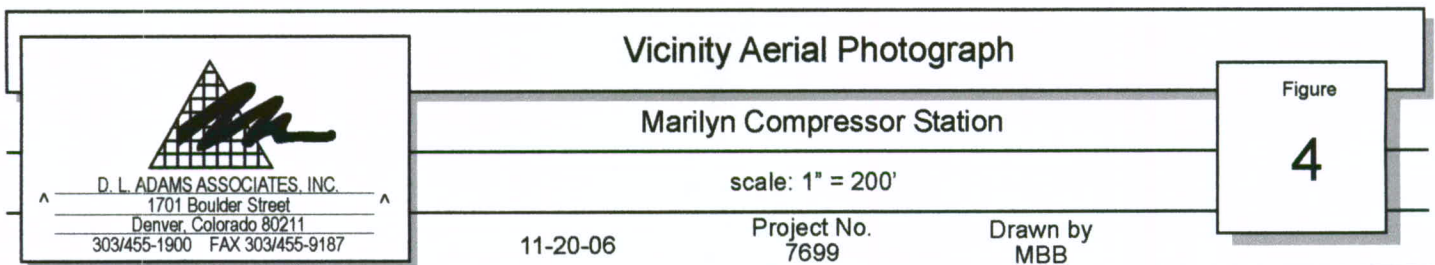 Vicinity Aerial Photograph
Marilyn Compressor Station
scale: 1" = 200'
11-20-06
Project No.
7699
Drawn by
MBB
Figure
4
D. L. ADAMS ASSOCIATES, INC.
^ 1701 Boulder Street ^
Denver, Colorado 80211
303/455-1900 FAX 303/455-9187